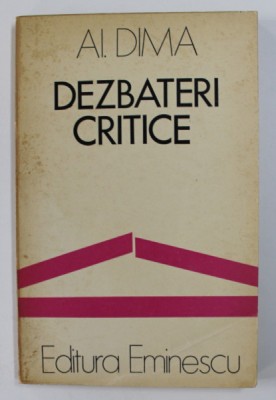 Al. DIMA
DEZBATERI
CRITICE
Editura Eminescu